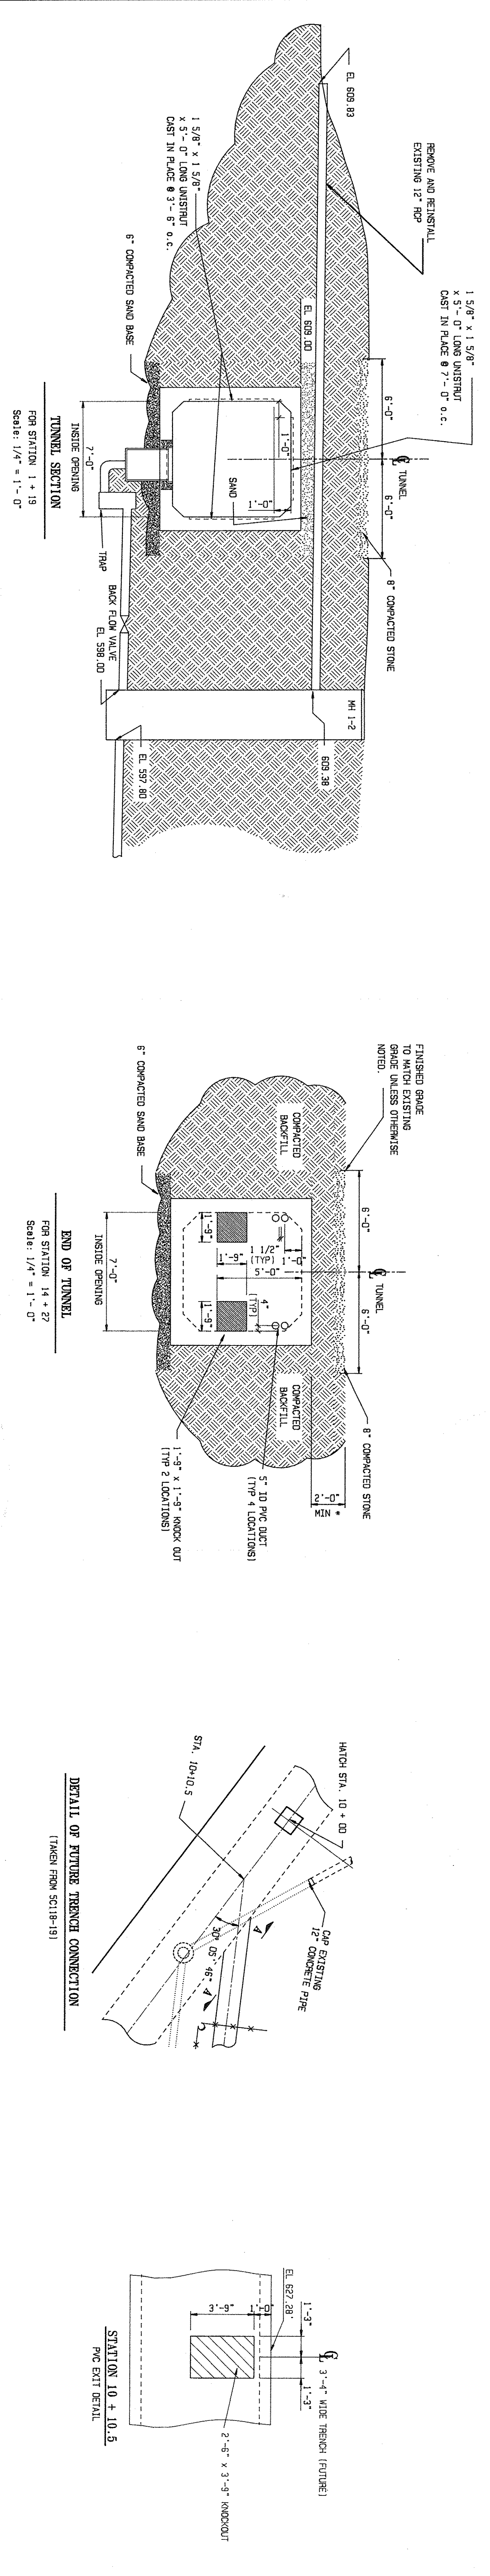 EL 609.83
REMOVE AND REINSTALL
EXISTING 12" RCP
1 5/8" x 1 5/8"
x 5'- 0" LONG UNISTRUT
CAST IN PLACE @ 7'- 0" o.c.
1 5/8" x 1 5/8"
x 5'- 0" LONG UNISTRUT
CAST IN PLACE @ 3'- 6" o.c.
6" COMPACTED SAND BASE
EL 609.00
6'-0"
6'-0"
℄ TUNNEL
8" COMPACTED STONE
1'-0"
1'-0"
SAND
7'-0"
INSIDE OPENING
TRAP
BACK FLOW VALVE
EL 598.00
MH 1-2
609.38
EL 597.80
TUNNEL SECTION
FOR STATION 1 + 19
Scale: 1/4" = 1'- 0"
FINISHED GRADE
TO MATCH EXISTING
GRADE UNLESS OTHERWISE
NOTED.
6'-0"
6'-0"
℄ TUNNEL
8" COMPACTED STONE
COMPACTED
BACKFILL
COMPACTED
BACKFILL
2'-0"
MIN *
6" COMPACTED SAND BASE
1'-9"
1 1/2"
(TYP)
1'-0"
1'-9"
5'-0"
4"
(TYP)
1'-9"
5" ID PVC DUCT
(TYP 4 LOCATIONS)
1'-9" x 1'-9" KNOCK OUT
(TYP 2 LOCATIONS)
7'-0"
INSIDE OPENING
END OF TUNNEL
FOR STATION 14 + 27
Scale: 1/4" = 1'- 0"
HATCH STA. 10 + 00
CAP EXISTING
12" CONCRETE PIPE
STA. 10+10.5
30° 05' 46"
A
A
DETAIL OF FUTURE TRENCH CONNECTION
(TAKEN FROM 5C118-19)
℄ 3'-4" WIDE TRENCH (FUTURE)
1'-3"
1'-3"
EL 627.28'
1'-0"
3'-9"
2'-6" x 3'-9" KNOCKOUT
STATION 10 + 10.5
PVC EXIT DETAIL